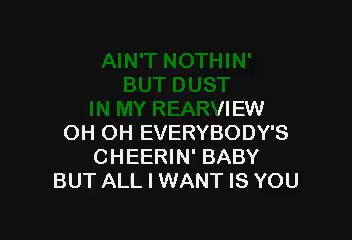 AIN'T NOTHIN'
BUT DUST
IN MY REARVIEW
OH OH EVERYBODY'S
CHEERIN' BABY
BUT ALL I WANT IS YOU